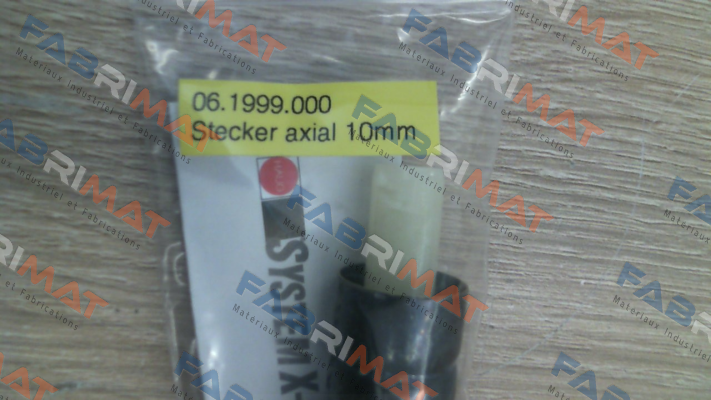 06.1999.000
Stecker axial 10mm
SYSTEM X-
FABRIMAT
Materiaux Industriel et Fabrications